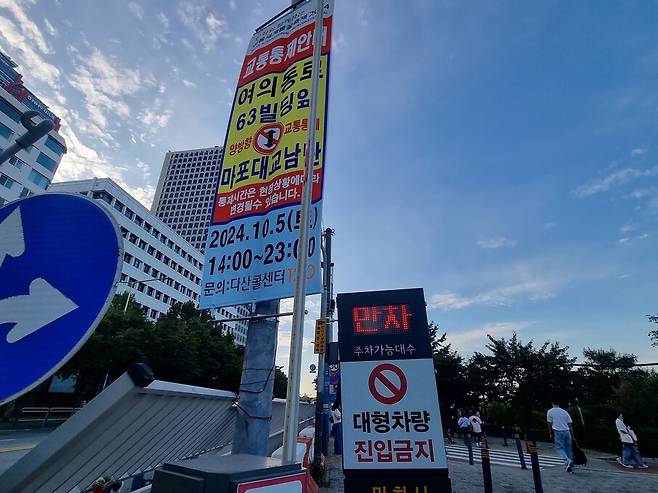 교통통제안내
여의동로
63빌딩앞
양방향
교통통제
마포대교남단
통제시간은 현장상황에따라
변경될수 있습니다.
2024.10.5(토)
14:00~23:00
문의:다산콜센터 120
만차
주차가능대수
대형차량
진입금지